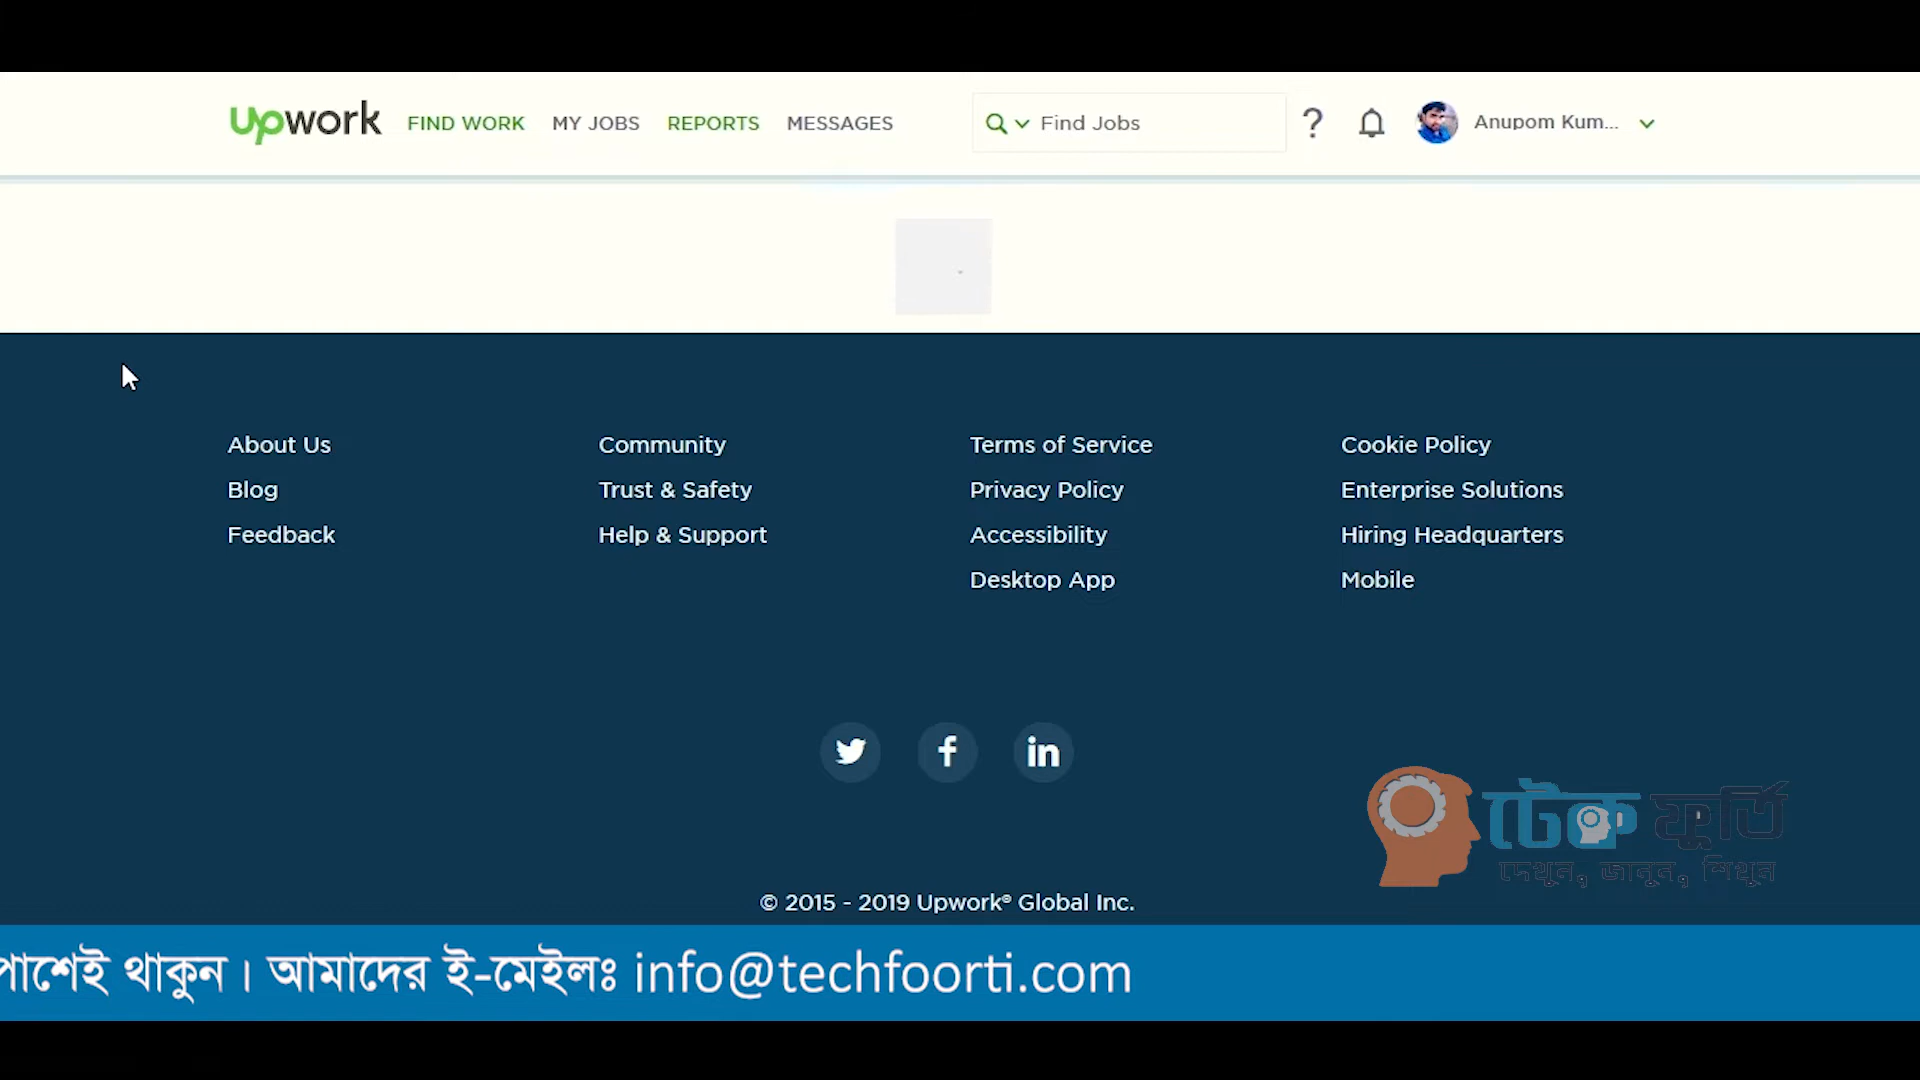 Upwork FIND WORK MY JOBS REPORTS MESSAGES Find Jobs ? Anupom Kum...
About Us Community Terms of Service Cookie Policy
Blog Trust & Safety Privacy Policy Enterprise Solutions
Feedback Help & Support Accessibility Hiring Headquarters
Desktop App Mobile
f in
টেক ফুর্তি
দেখুন, জানুন, শিখুন
© 2015 - 2019 Upwork® Global Inc.
পাশেই থাকুন। আমাদের ই-মেইলঃ info@techfoorti.com